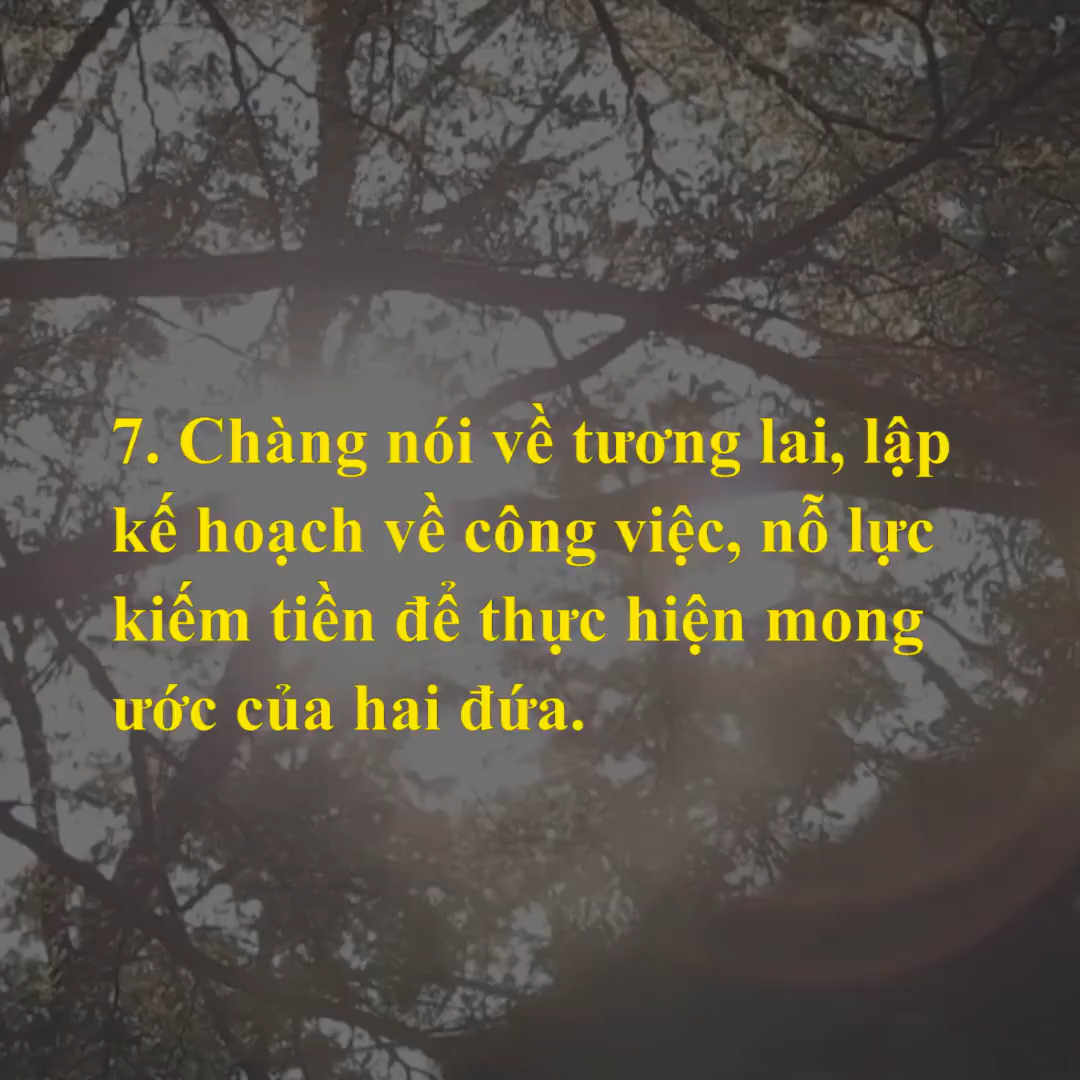 7. Chàng nói về tương lai, lập
kế hoạch về công việc, nỗ lực
kiếm tiền để thực hiện mong
ước của hai đứa.